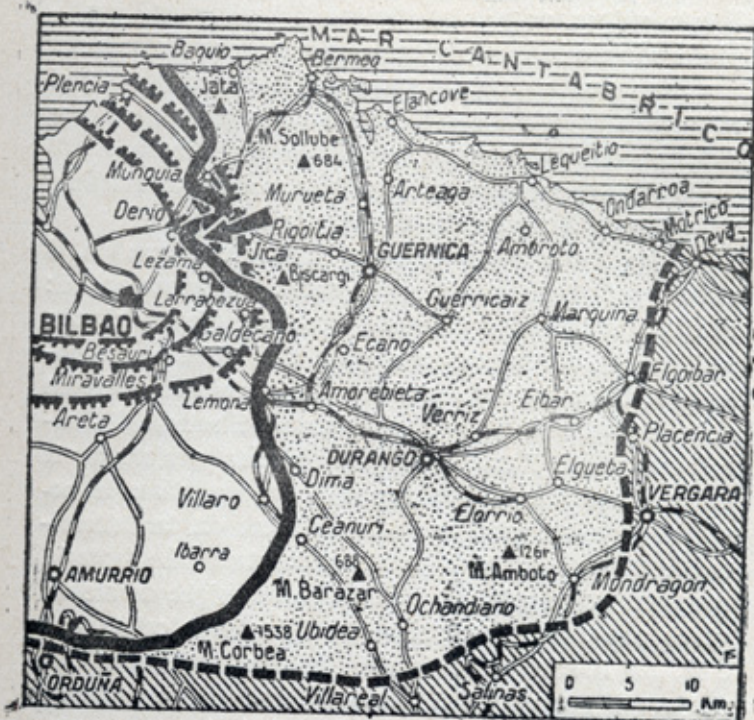 MAR CANTABRICO
Baquio
Bermeo
Plencia
Jata
Elancove
M. Sollube
684
Lequeitio
Munguia
Murueta
Arteaga
Ondarroa
Motrico
Deva
Derio
Rigoitia
Ambroto
Lezama
Jica
GUERNICA
Biscargi
Larrabezua
Guerricaiz
Marquina
BILBAO
Galdecano
Ecano
Besauri
Miravalles
Elgoibar
Lemona
Amorebieta
Eibar
Areta
Verriz
Placencia
DURANGO
Dima
Elgueta
Villaro
Elorrio
VERGARA
Ceanuri
Ibarra
126r
AMURRIO
M. Barazar
M. Amboto
Mondragon
Ochandiano
1538
Ubidea
M. Corbea
ORDUÑA
Villareal
Salinas
0 5 10 Km.